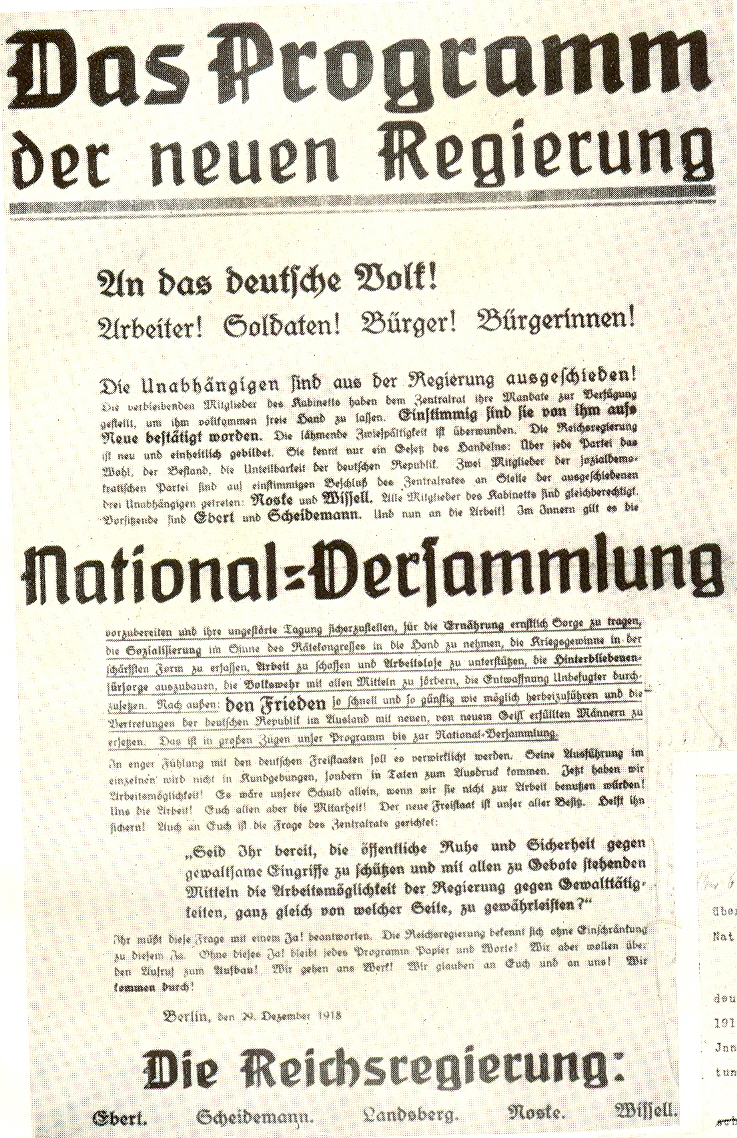 Das Programm
der neuen Regierung
An das deutsche Volk!
Arbeiter! Soldaten! Bürger! Bürgerinnen!
Die Unabhängigen sind aus der Regierung ausgeschieden!
Die verbleibenden Mitglieder des Kabinetts haben dem Zentralrat ihre Mandate zur Verfügung
gestellt, um ihm vollkommen freie Hand zu lassen. Einstimmig sind sie von ihm aufs
Neue bestätigt worden. Die lähmende Zwiespältigkeit ist überwunden. Die Reichsregierung
ist neu und einheitlich gebildet. Sie kennt nur ein Gesetz des Handelns: Über jede Partei das
Wohl, der Bestand, die Unteilbarkeit der deutschen Republik. Zwei Mitglieder der sozialdemo-
kratischen Partei sind auf einstimmigen Beschluß des Zentralrates an Stelle der ausgeschiedenen
drei Unabhängigen getreten: Noske und Wissell. Alle Mitglieder des Kabinetts sind gleichberechtigt.
Vorsitzende sind Ebert und Scheidemann. Und nun an die Arbeit! Im Innern gilt es die
National-Versammlung
vorzubereiten und ihre ungestörte Tagung sicherzustellen, für die Ernährung ernstlich Sorge zu tragen,
die Sozialisierung im Sinne des Rätekongresses in die Hand zu nehmen, die Kriegsgewinne in der
schärfsten Form zu erfassen, Arbeit zu schaffen und Arbeitslose zu unterstützen, die Hinterbliebenen-
fürsorge auszubauen, die Volkswehr mit allen Mitteln zu fördern, die Entwaffnung Unbefugter durch-
zusetzen. Nach außen: den Frieden so schnell und so günstig wie möglich herbeizuführen und die
Vertretungen der deutschen Republik im Ausland mit neuen, von neuem Geist erfüllten Männern zu
ersetzen. Das ist in großen Zügen unser Programm bis zur National-Versammlung.
In enger Fühlung mit den deutschen Freistaaten soll es verwirklicht werden. Seine Ausführung im
einzelnen wird nicht in Kundgebungen, sondern in Taten zum Ausdruck kommen. Jetzt haben wir
Arbeitsmöglichkeit! Es wäre unsere Schuld allein, wenn wir sie nicht zur Arbeit benutzen würden!
Uns die Arbeit! Euch allen aber die Mitarbeit! Der neue Freistaat ist unser aller Besitz. Helft ihn
sichern! Auch an Euch ist die Frage des Zentralrats gerichtet:
„Seid Ihr bereit, die öffentliche Ruhe und Sicherheit gegen
gewaltsame Eingriffe zu schützen und mit allen zu Gebote stehenden
Mitteln die Arbeitsmöglichkeit der Regierung gegen Gewalttätig-
keiten, ganz gleich von welcher Seite, zu gewährleisten?“
Ihr müßt diese Frage mit einem Ja! beantworten. Die Reichsregierung bekennt sich ohne Einschränkung
zu diesem Ja. Ohne dieses Ja! bleibt jedes Programm Papier und Worte! Wir aber wollen über
den Aufruf zum Aufbau! Wir gehen ans Werk! Wir glauben an Euch und an uns! Wir
kommen durch!
Berlin, den 29. Dezember 1918
Die Reichsregierung:
Ebert. Scheidemann. Landsberg. Noske. Wissell.
über
Nat
deu
191
Inn
tun